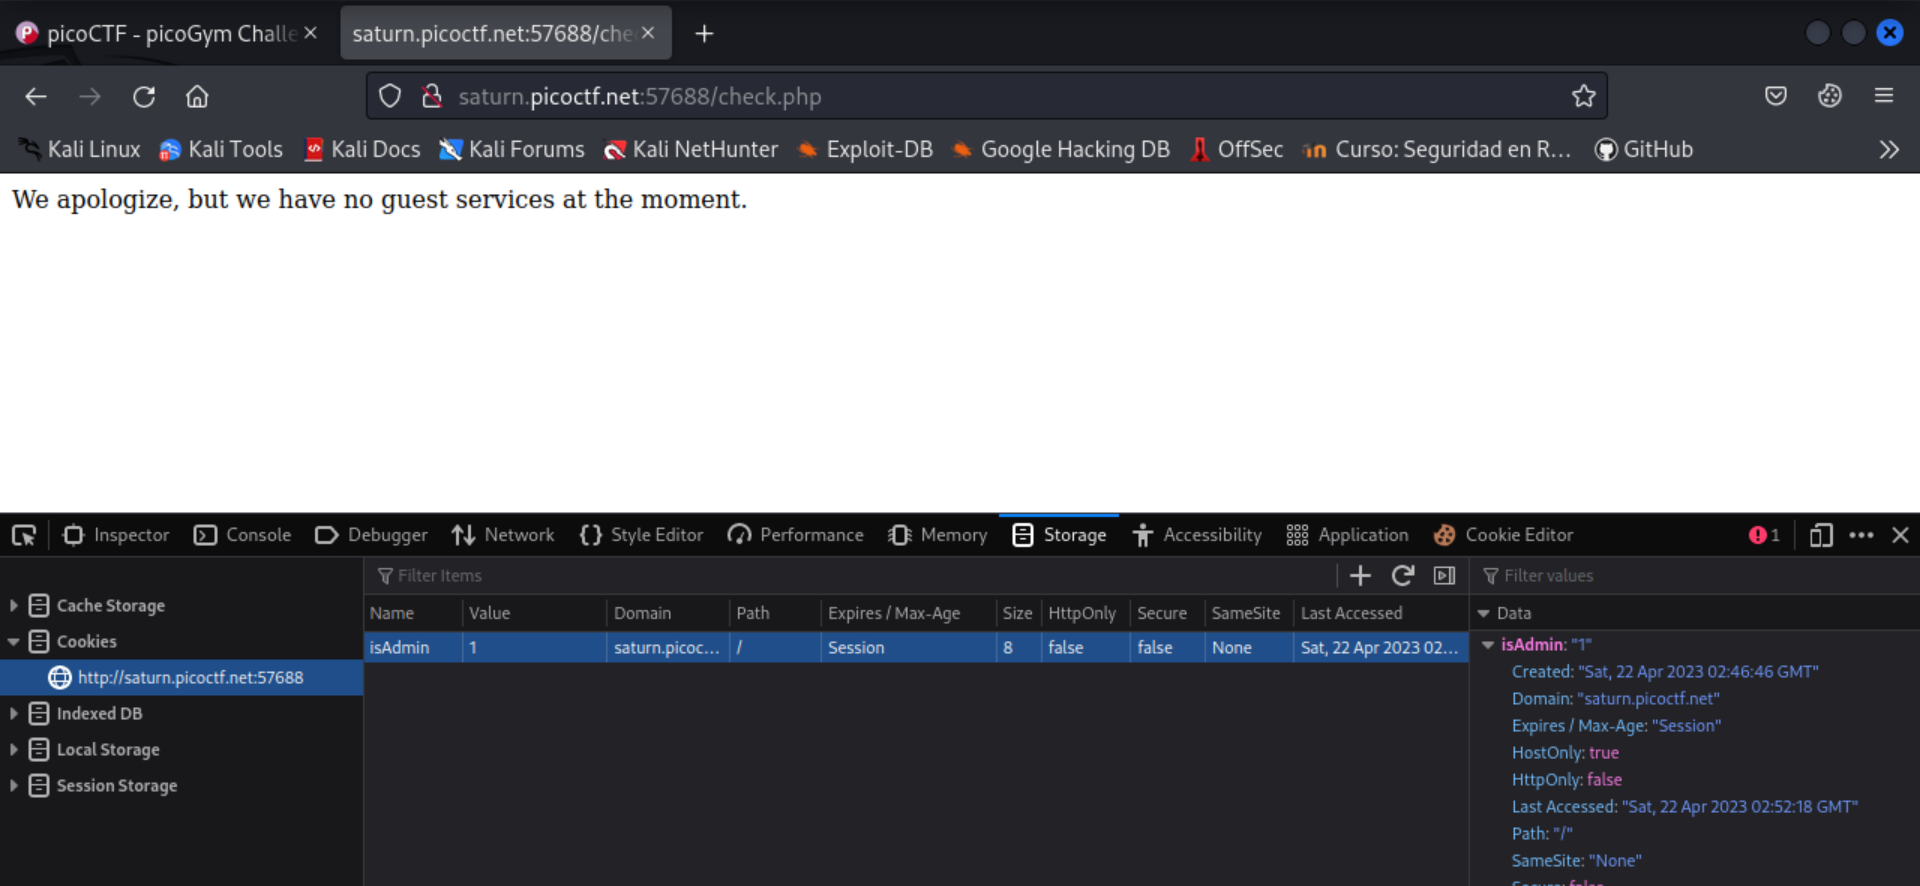 picoCTF - picoGym Challe
saturn.picoctf.net:57688/che
saturn.picoctf.net:57688/check.php
Kali Linux Kali Tools Kali Docs Kali Forums Kali NetHunter Exploit-DB Google Hacking DB OffSec Curso: Seguridad en R... GitHub
We apologize, but we have no guest services at the moment.
Inspector Console Debugger Network Style Editor Performance Memory Storage Accessibility Application Cookie Editor 1
Filter Items
Filter values
Cache Storage
Cookies
http://saturn.picoctf.net:57688
Indexed DB
Local Storage
Session Storage
Name Value Domain Path Expires / Max-Age Size HttpOnly Secure SameSite Last Accessed
isAdmin 1 saturn.picoc... / Session 8 false false None Sat, 22 Apr 2023 02...
Data
isAdmin: "1"
Created: "Sat, 22 Apr 2023 02:46:46 GMT"
Domain: "saturn.picoctf.net"
Expires / Max-Age: "Session"
HostOnly: true
HttpOnly: false
Last Accessed: "Sat, 22 Apr 2023 02:52:18 GMT"
Path: "/"
SameSite: "None"
Secure: false